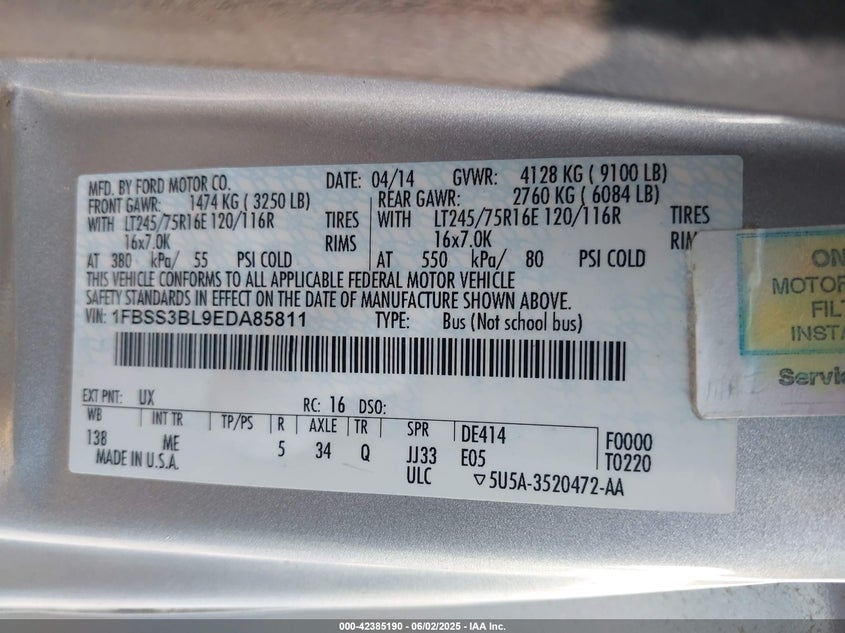 MFD. BY FORD MOTOR CO. DATE: 04/14 GVWR: 4128 KG ( 9100 LB)
FRONT GAWR: 1474 KG ( 3250 LB) REAR GAWR: 2760 KG ( 6084 LB)
WITH LT245/75R16E 120/116R TIRES WITH LT245/75R16E 120/116R TIRES
16x7.0K RIMS 16x7.0K
AT 380 kPa/ 55 PSI COLD AT 550 kPa/ 80 PSI COLD
THIS VEHICLE CONFORMS TO ALL APPLICABLE FEDERAL MOTOR VEHICLE
SAFETY STANDARDS IN EFFECT ON THE DATE OF MANUFACTURE SHOWN ABOVE.
VIN: 1FBSS3BL9EDA85811 TYPE: Bus (Not school bus)
EXT PNT: UX RC: 16 DSO:
WB INT TR TP/PS R AXLE TR SPR DE414 F0000
138 ME 5 34 Q JJ33 E05 T0220
MADE IN U.S.A. ULC ▽5U5A-3520472-AA
MOTOR
FIL
INST
Servic
000-42385190 - 06/02/2025 - IAA Inc.